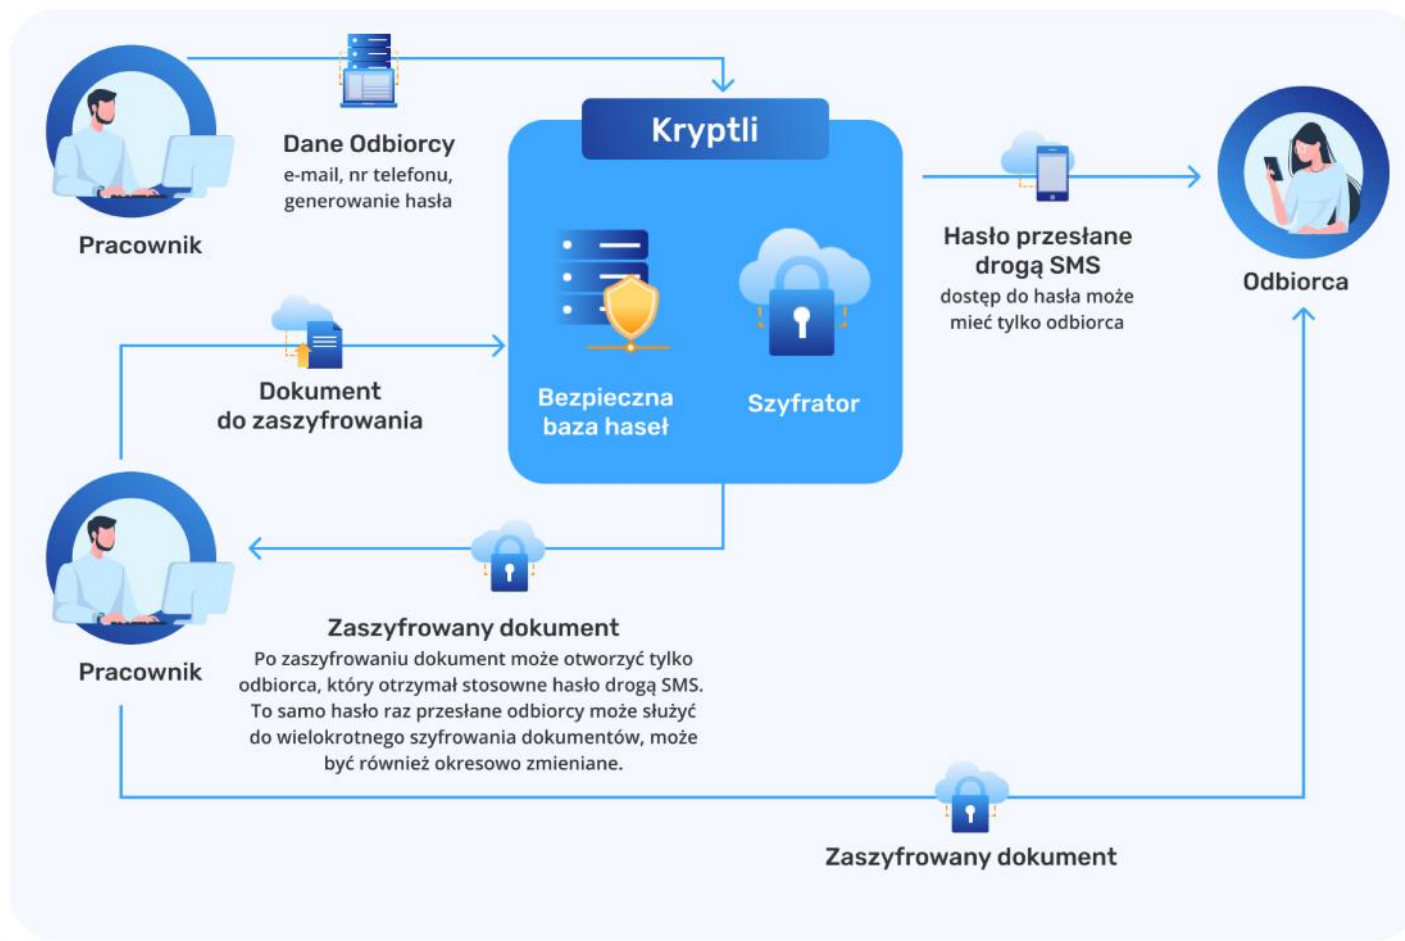 Dane Odbiorcy
e-mail, nr telefonu,
generowanie hasła
Kryptli
Pracownik
Hasło przesłane
drogą SMS
dostęp do hasła może
mieć tylko odbiorca
Odbiorca
Dokument
do zaszyfrowania
Bezpieczna
baza haseł
Szyfrator
Pracownik
Zaszyfrowany dokument
Po zaszyfrowaniu dokument może otworzyć tylko
odbiorca, który otrzymał stosowne hasło drogą SMS.
To samo hasło raz przesłane odbiorcy może służyć
do wielokrotnego szyfrowania dokumentów, może
być również okresowo zmieniane.
Zaszyfrowany dokument